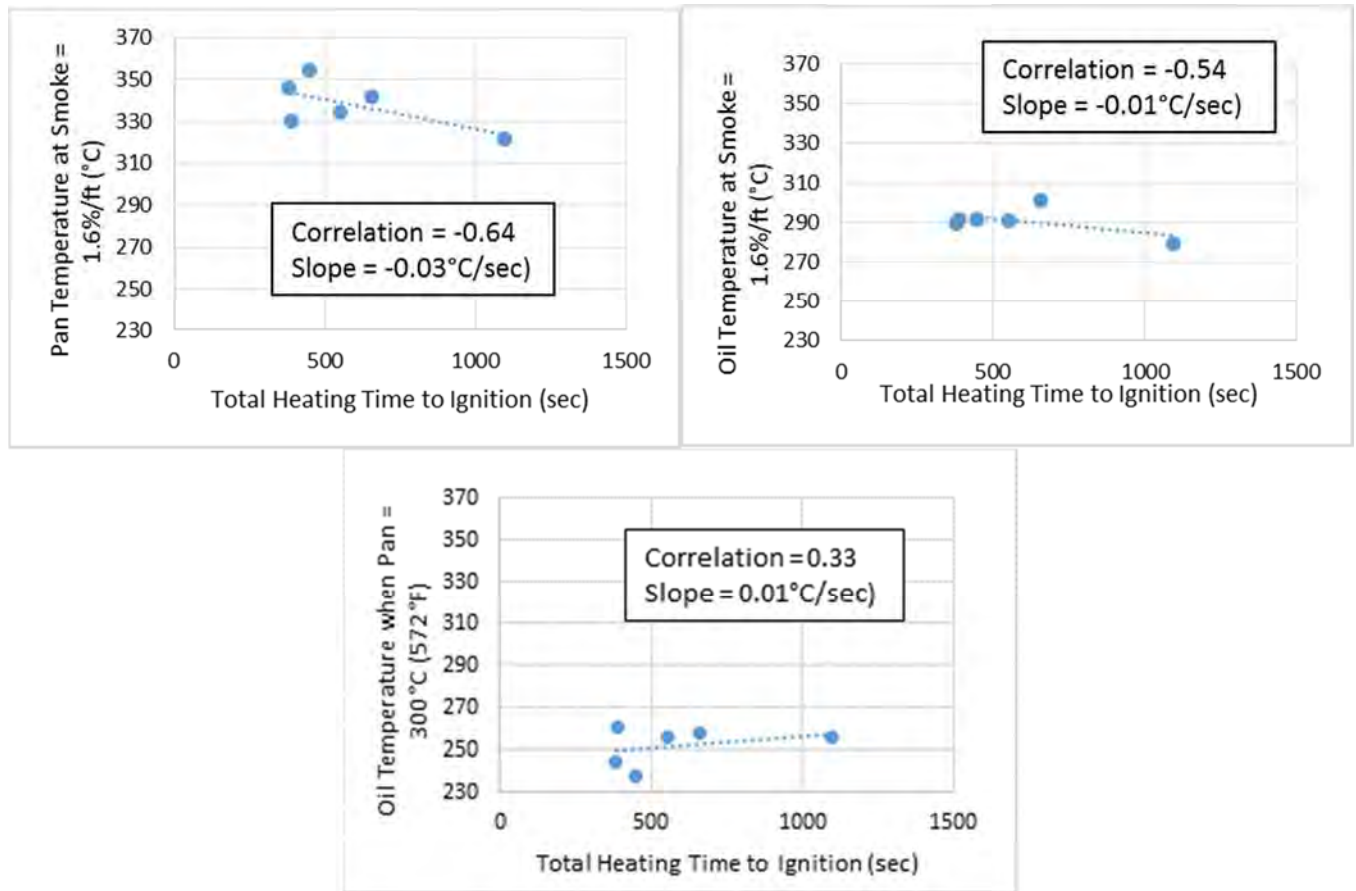 Pan Temperature at Smoke =
1.6%/ft (°C)
370
350
330
310
290
270
250
230
Correlation = -0.64
Slope = -0.03°C/sec)
0
500
1000
1500
Total Heating Time to Ignition (sec)
Oil Temperature at Smoke =
1.6%/ft (°C)
370
350
330
310
290
270
250
230
Correlation = -0.54
Slope = -0.01°C/sec)
0
500
1000
1500
Total Heating Time to Ignition (sec)
Oil Temperature when Pan =
300 °C (572 °F)
370
350
330
310
290
270
250
230
Correlation = 0.33
Slope = 0.01°C/sec)
0
500
1000
1500
Total Heating Time to Ignition (sec)